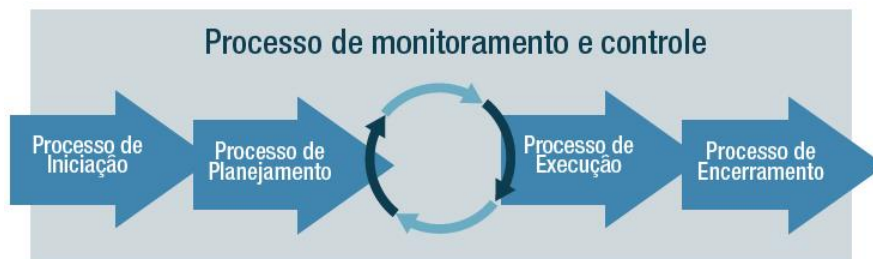 Processo de monitoramento e controle
Processo de
Iniciação
Processo de
Planejamento
Processo de
Execução
Processo de
Encerramento